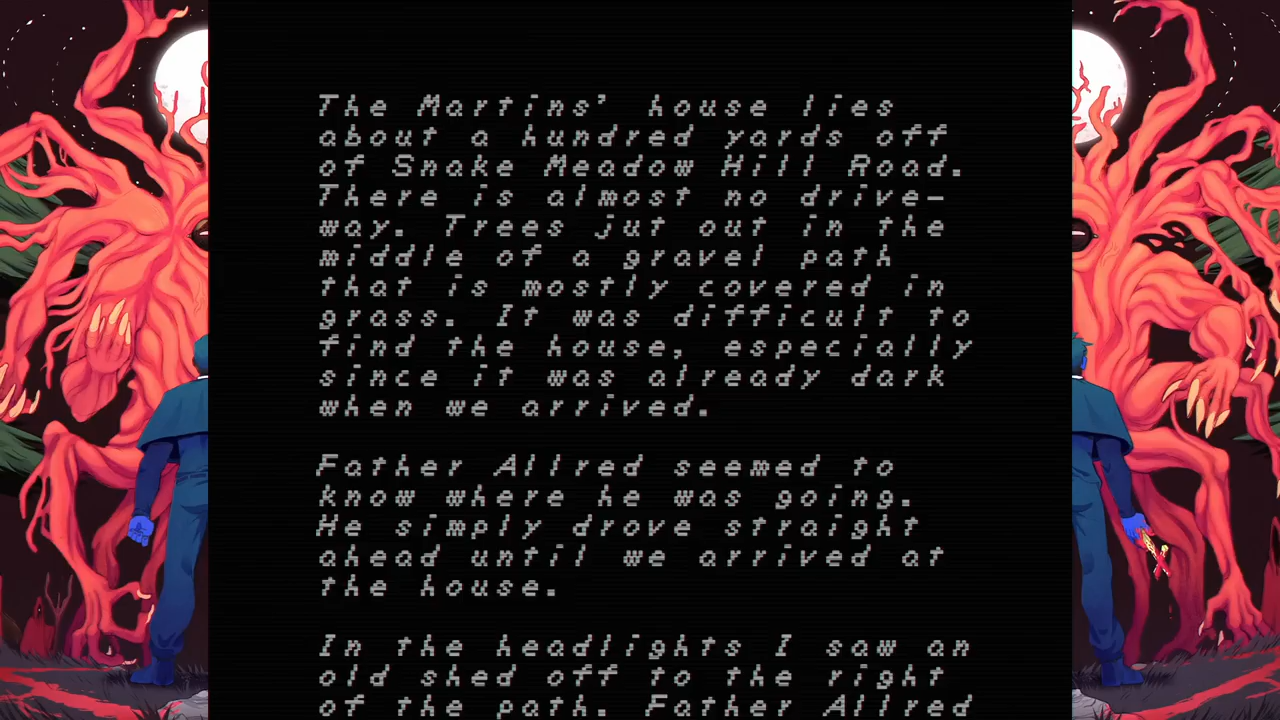 The Martins' house lies
about a hundred yards off
of Snake Meadow Hill Road.
There is almost no drive-
way. Trees jut out in the
middle of a gravel path
that is mostly covered in
grass. It was difficult to
find the house, especially
since it was already dark
when we arrived.
Father Allred seemed to
know where he was going.
He simply drove straight
ahead until we arrived at
the house.
In the headlights I saw an
old shed off to the right
of the path. Father Allred